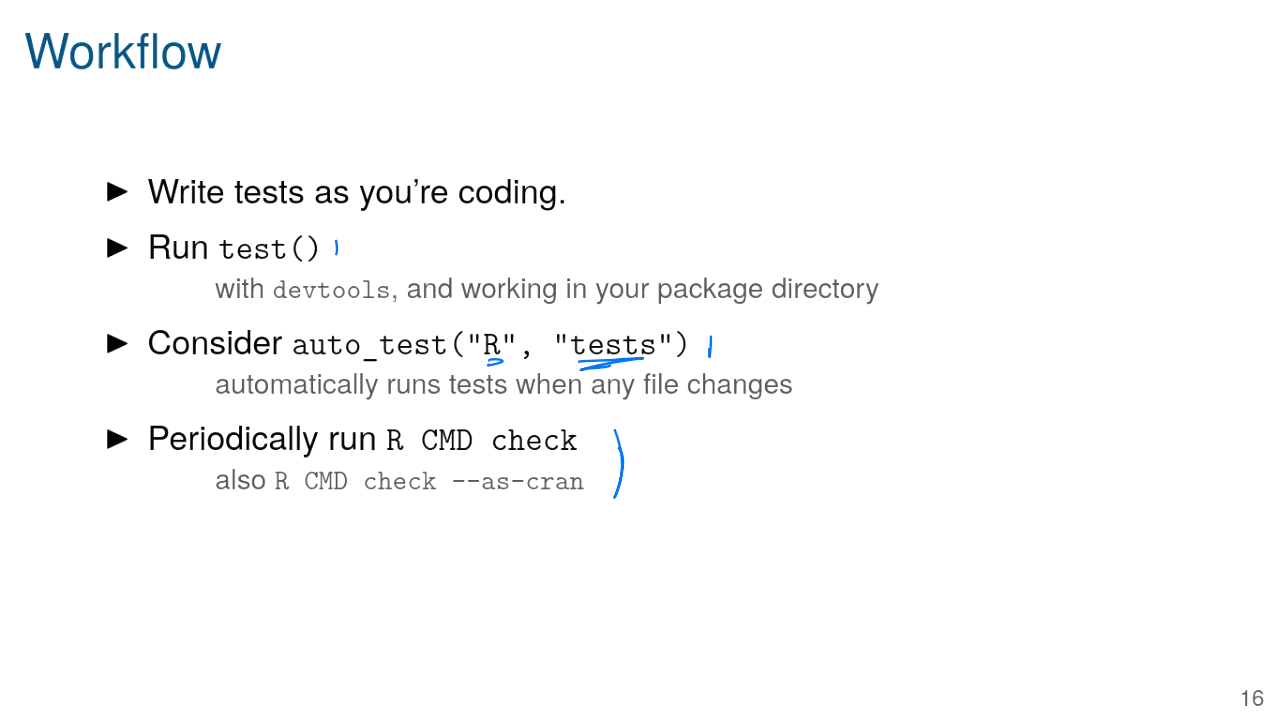 Workflow
▶ Write tests as you're coding.
▶ Run test()
with devtools, and working in your package directory
▶ Consider auto_test("R", "tests")
automatically runs tests when any file changes
▶ Periodically run R CMD check
also R CMD check --as-cran
16